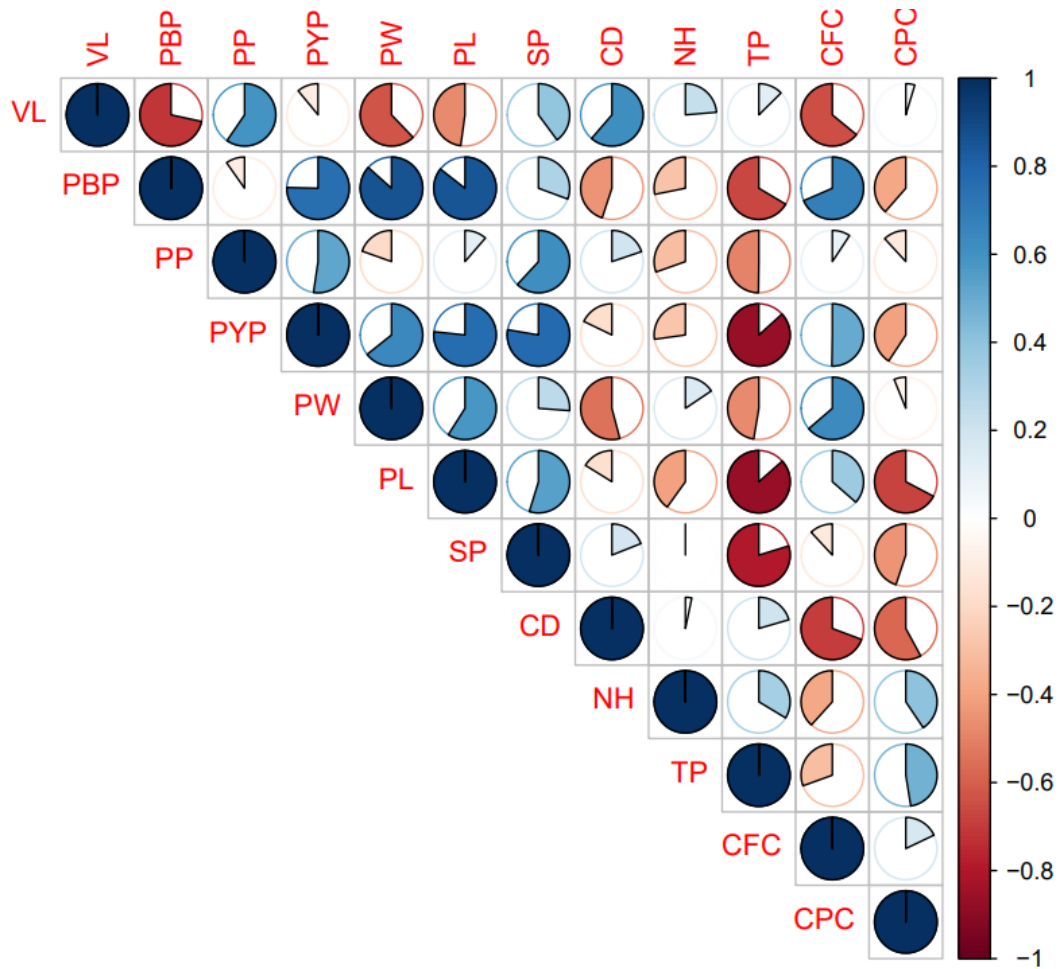 VL PBP PP PYP PW PL SP CD NH TP CFC CPC
VL
PBP
PP
PYP
PW
PL
SP
CD
NH
TP
CFC
CPC
1
0.8
0.6
0.4
0.2
0
−0.2
−0.4
−0.6
−0.8
−1